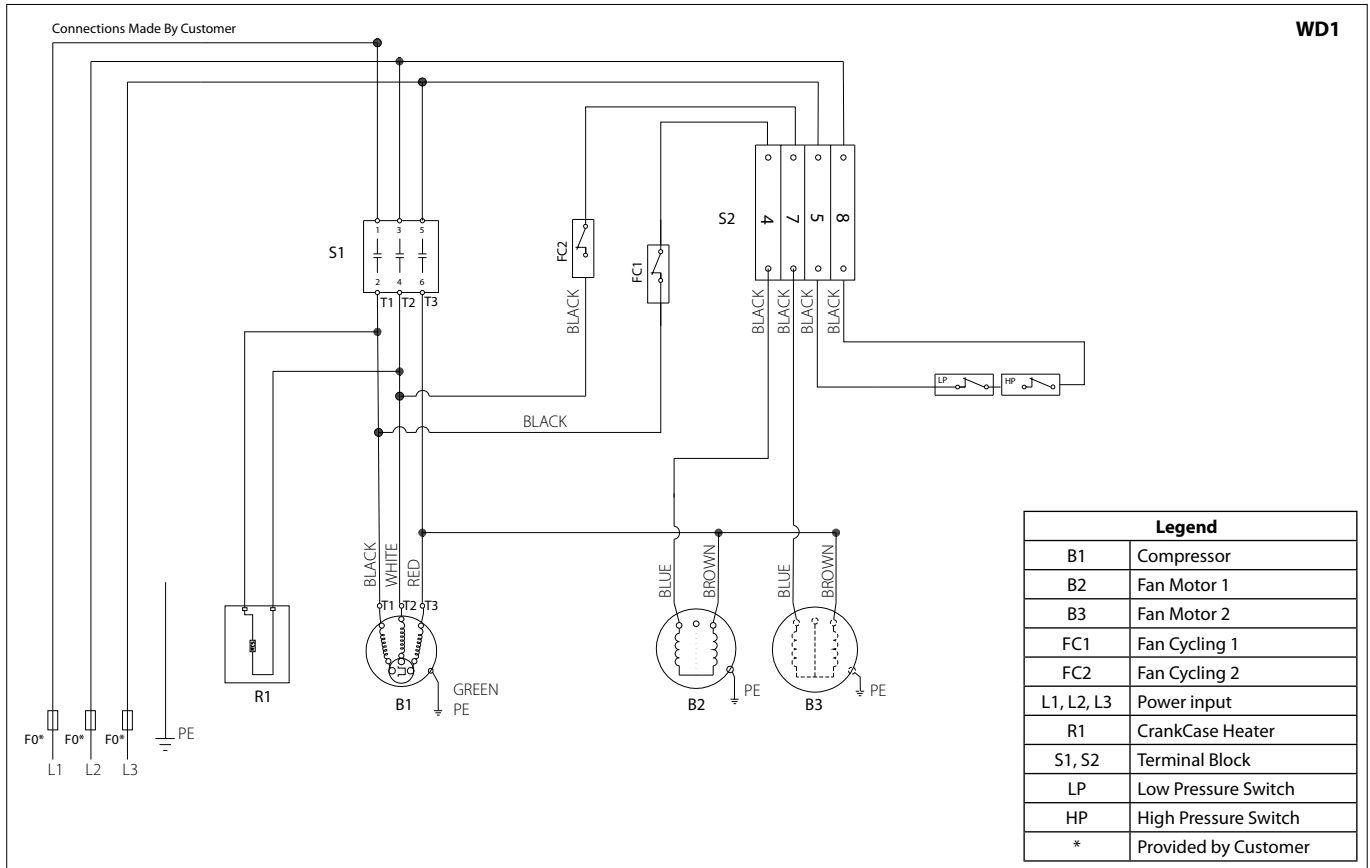 Connections Made By Customer
WD1
S1
1 3 5
2 4 6
T1 T2 T3
FC2
FC1
S2
4 7 5 8
BLACK
BLACK
BLACK
BLACK
BLACK
LP
HP
BLACK
BLACK
WHITE
RED
BLUE
BROWN
BLUE
BROWN
T1 T2 T3
R1
B1
GREEN
PE
B2
PE
B3
PE
F0* F0* F0*
PE
L1 L2 L3
Legend
B1 Compressor
B2 Fan Motor 1
B3 Fan Motor 2
FC1 Fan Cycling 1
FC2 Fan Cycling 2
L1, L2, L3 Power input
R1 CrankCase Heater
S1, S2 Terminal Block
LP Low Pressure Switch
HP High Pressure Switch
* Provided by Customer